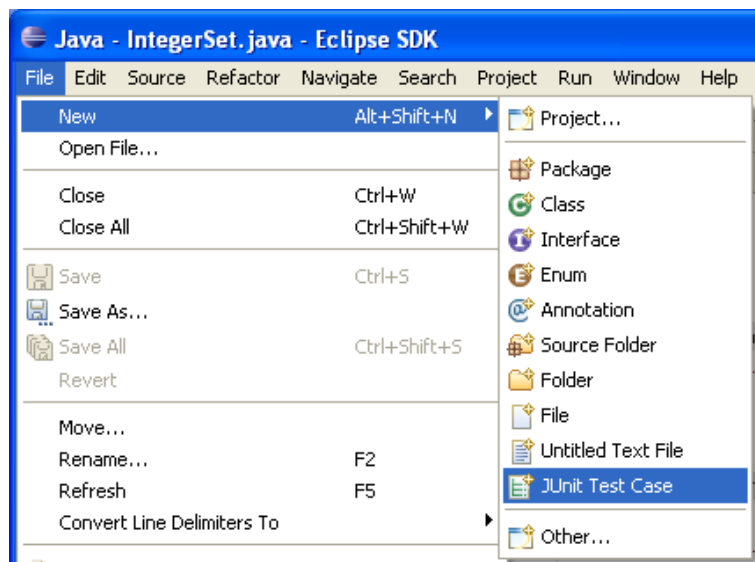 Java - IntegerSet.java - Eclipse SDK
File Edit Source Refactor Navigate Search Project Run Window Help
New Alt+Shift+N
Open File...
Close Ctrl+W
Close All Ctrl+Shift+W
Save Ctrl+S
Save As...
Save All Ctrl+Shift+S
Revert
Move...
Rename... F2
Refresh F5
Convert Line Delimiters To
Project...
Package
Class
Interface
Enum
Annotation
Source Folder
Folder
File
Untitled Text File
JUnit Test Case
Other...